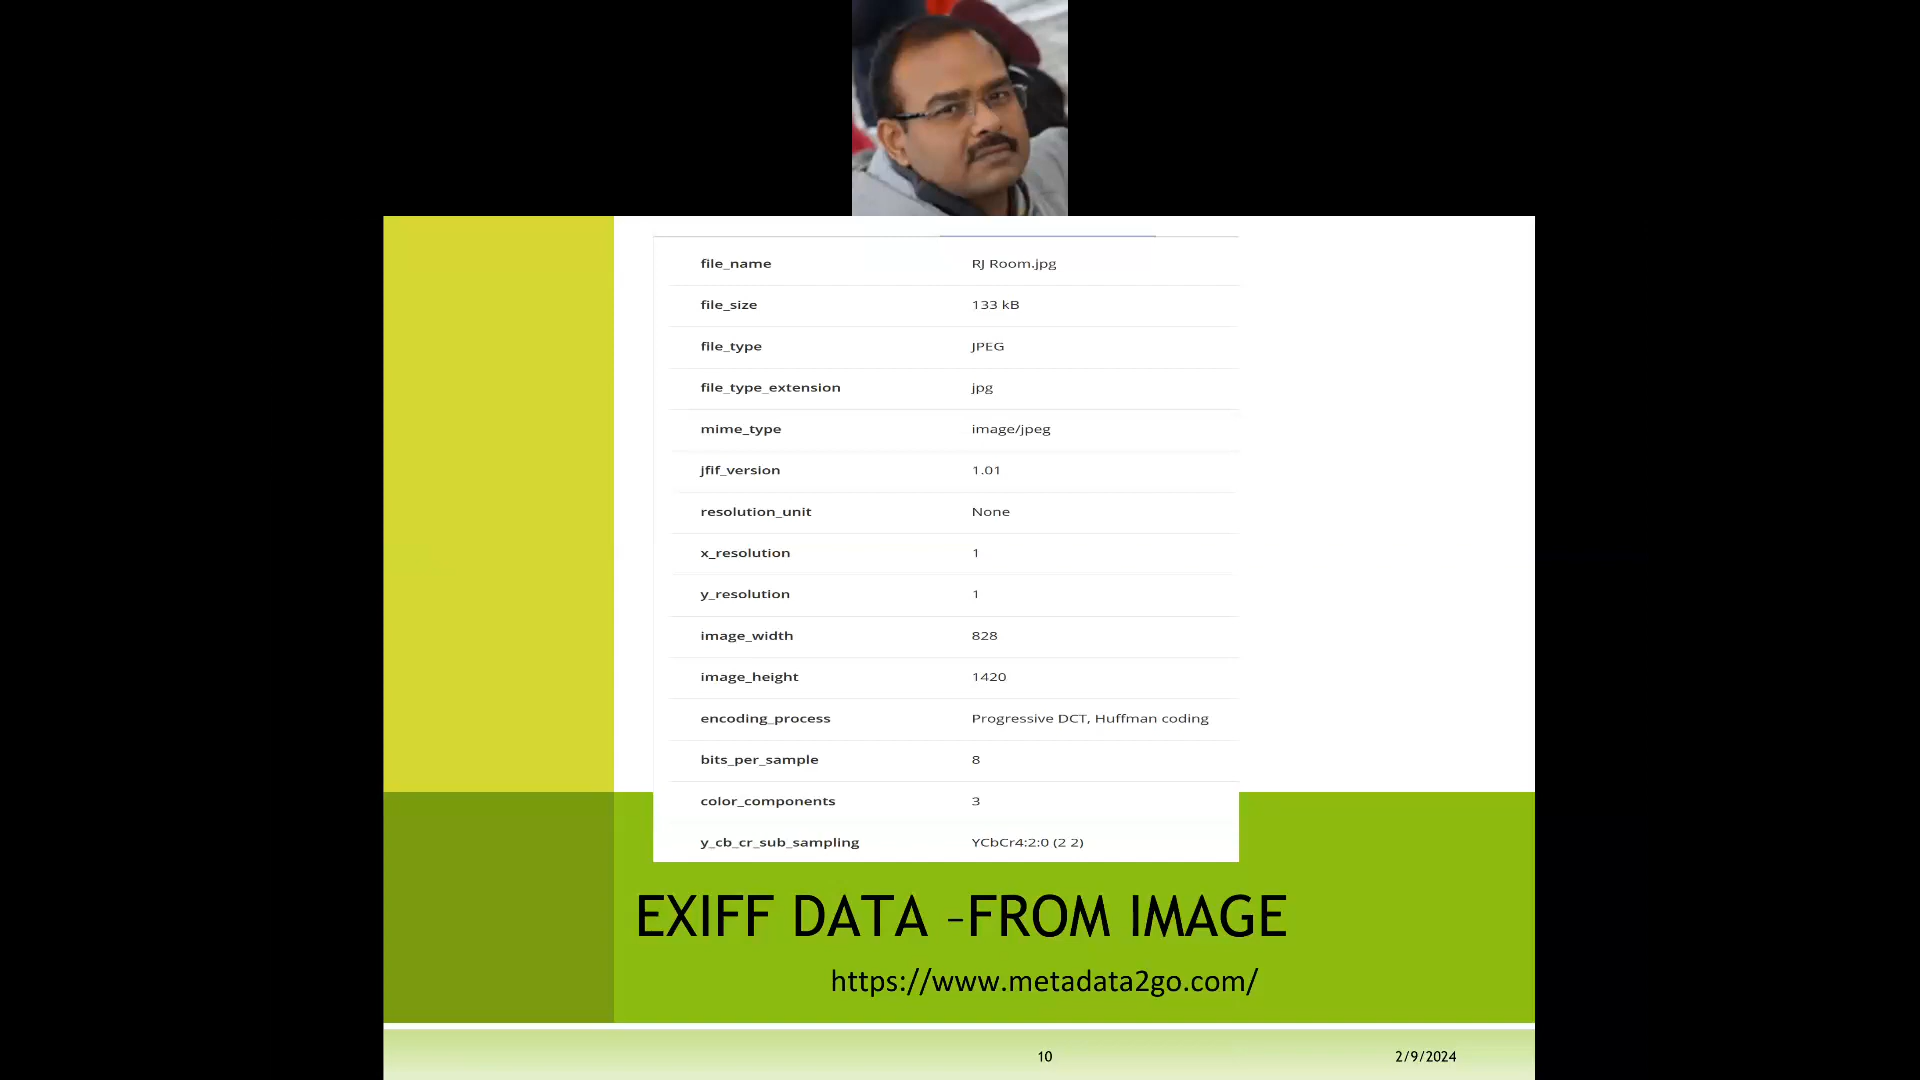 file_name RJ Room.jpg
file_size 133 kB
file_type JPEG
file_type_extension jpg
mime_type image/jpeg
jfif_version 1.01
resolution_unit None
x_resolution 1
y_resolution 1
image_width 828
image_height 1420
encoding_process Progressive DCT, Huffman coding
bits_per_sample 8
color_components 3
y_cb_cr_sub_sampling YCbCr4:2:0 (2 2)
EXIFF DATA –FROM IMAGE
https://www.metadata2go.com/
10 2/9/2024